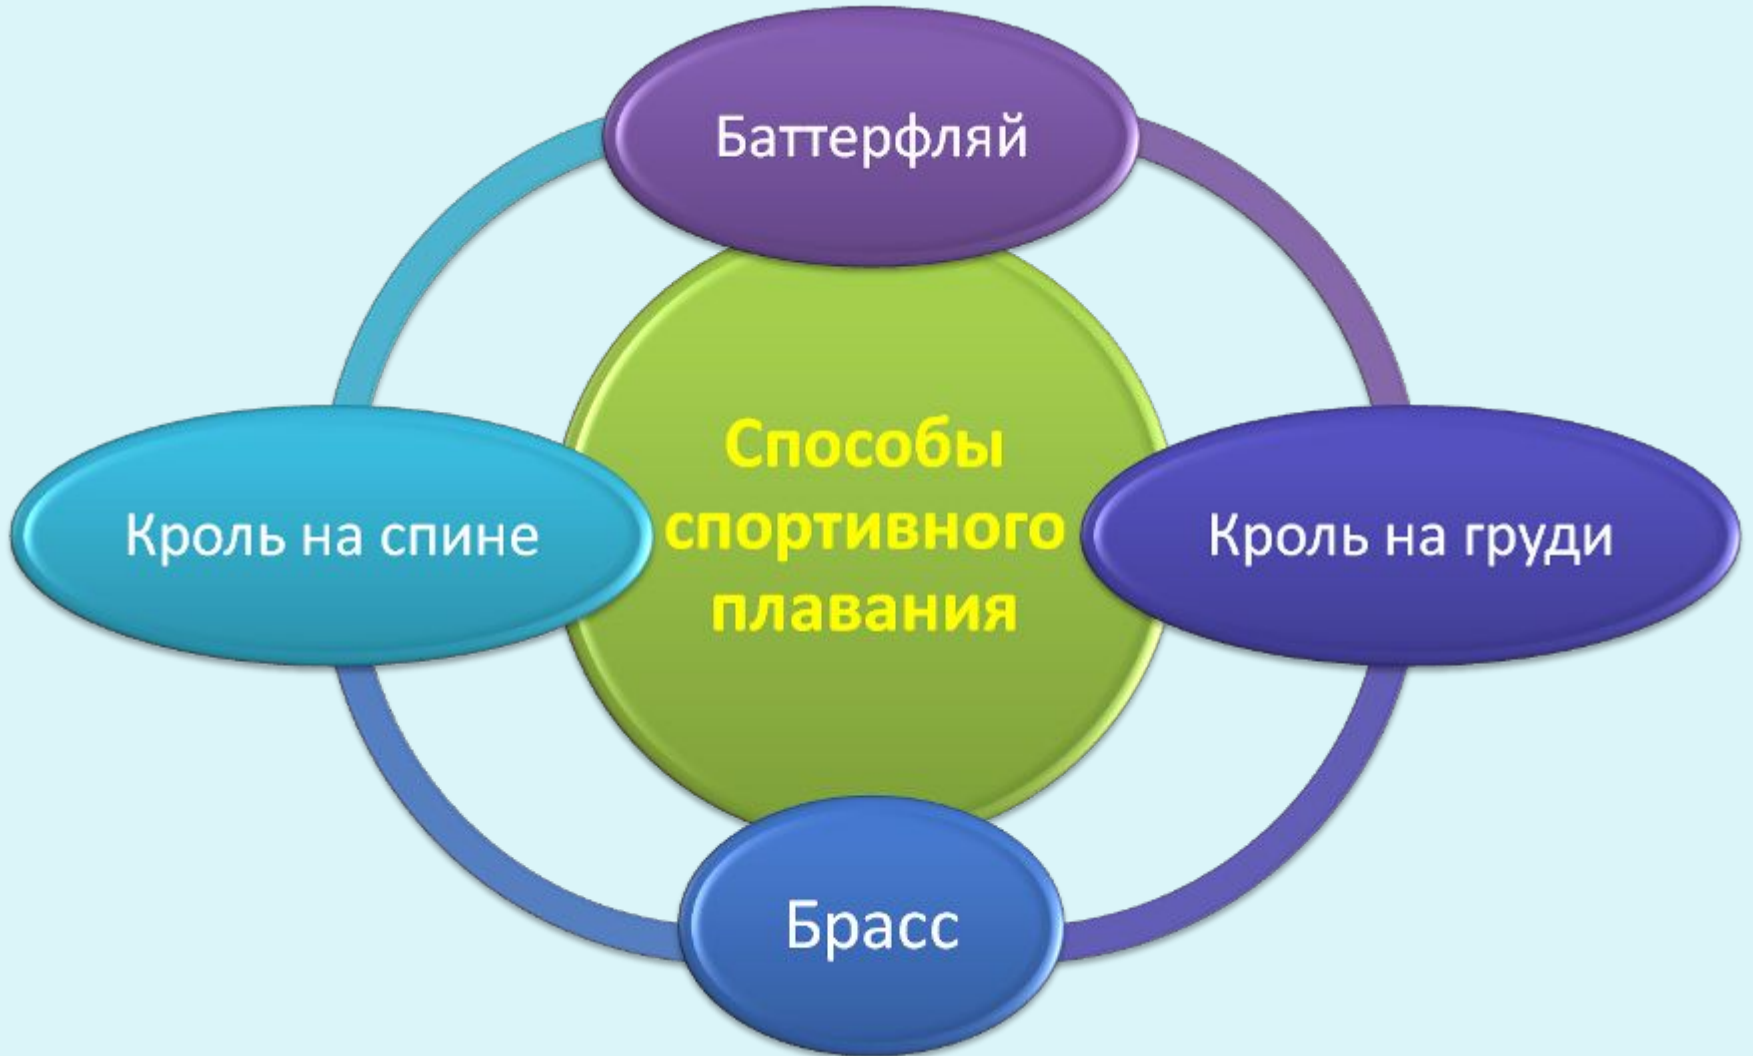 Баттерфляй
Способы
спортивного
плавания
Кроль на спине
Кроль на груди
Брасс